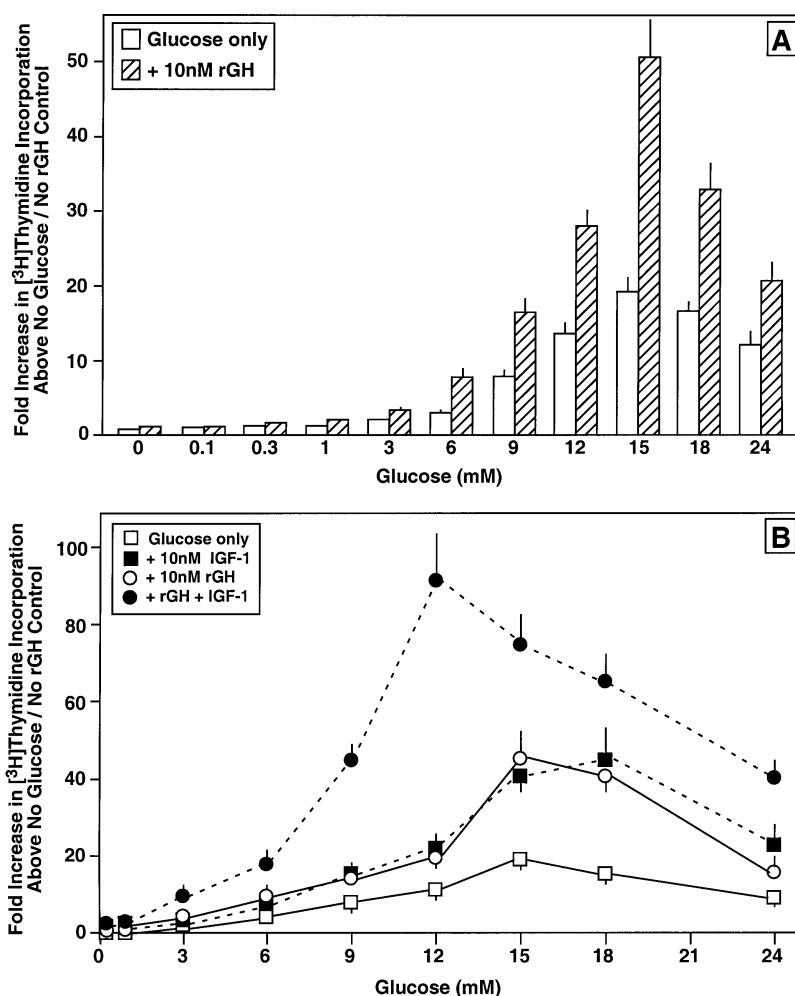 A
Glucose only
+ 10nM rGH
Fold Increase in [³H]Thymidine Incorporation
Above No Glucose / No rGH Control
50
40
30
20
10
0
0 0.1 0.3 1 3 6 9 12 15 18 24
Glucose (mM)
B
Glucose only
+ 10nM IGF-1
+ 10nM rGH
+ rGH + IGF-1
Fold Increase in [³H]Thymidine Incorporation
Above No Glucose / No rGH Control
100
80
60
40
20
0
0 3 6 9 12 15 18 21 24
Glucose (mM)